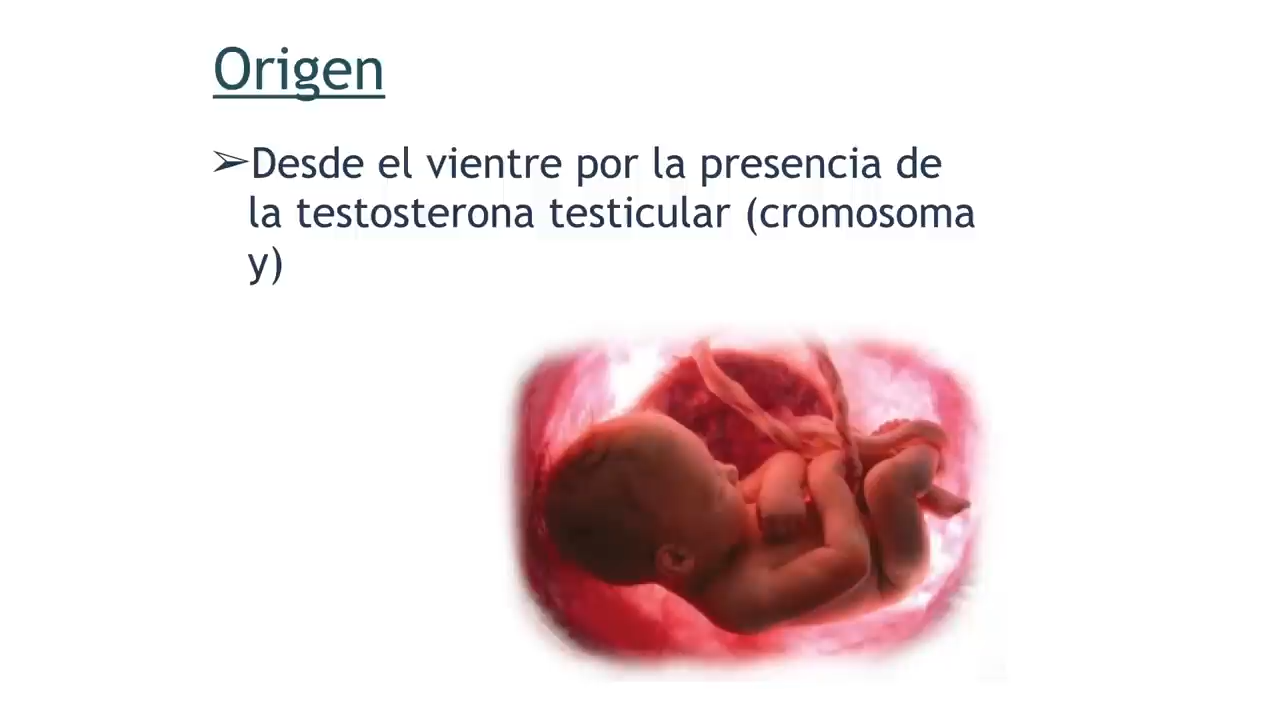 Origen
➢Desde el vientre por la presencia de
la testosterona testicular (cromosoma
y)